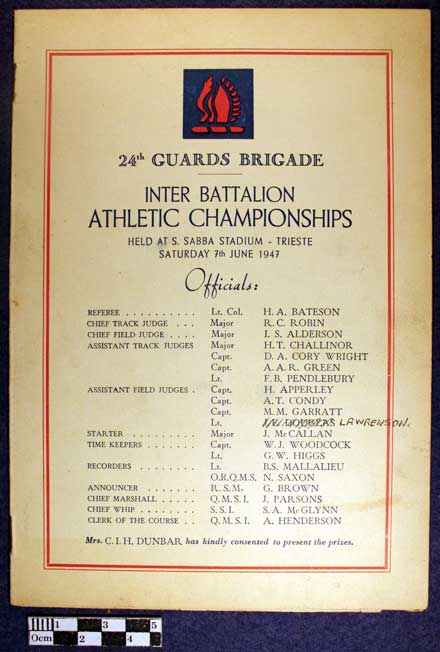 24th GUARDS BRIGADE
INTER BATTALION
ATHLETIC CHAMPIONSHIPS
HELD AT S. SABBA STADIUM - TRIESTE
SATURDAY 7th JUNE 1947
Officials:
REFEREE . . . . . . . . . . Lt. Col. H. A. BATESON
CHIEF TRACK JUDGE . . . Major R. C. ROBIN
CHIEF FIELD JUDGE . . . . Major I. S. ALDERSON
ASSISTANT TRACK JUDGES Major H. T. CHALLINOR
Capt. D. A. CORY WRIGHT
Capt. A. A. R. GREEN
Lt. F. B. PENDLEBURY
ASSISTANT FIELD JUDGES . Capt. H. APPERLEY
Capt. A. T. CONDY
Capt. M. M. GARRATT
Lt. DOUGLAS LAWRENSON.
STARTER . . . . . . . . . Major J. McCALLAN
TIME KEEPERS . . . . . . . Capt. W. J. WOODCOCK
Lt. G. W. HIGGS
RECORDERS . . . . . . . . Lt. B.S. MALLALIEU
O.R.Q.M.S. N. SAXON
ANNOUNCER . . . . . . . R. S. M. G. BROWN
CHIEF MARSHALL . . . . . Q. M. S. I. J. PARSONS
CHIEF WHIP . . . . . . . . S. S. I. S. A. McGLYNN
CLERK OF THE COURSE . . Q. M. S. I. A. HENDERSON
Mrs. C. I. H. DUNBAR has kindly consented to present the prizes.
1 3 5
0cm 2 4